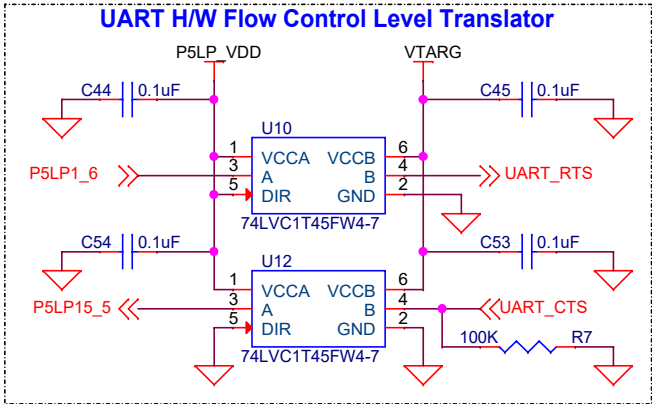 UART H/W Flow Control Level Translator
P5LP_VDD VTARG
C44 0.1uF C45 0.1uF
U10
1 VCCA VCCB 6
P5LP1_6 3 A B 4 UART_RTS
5 DIR GND 2
74LVC1T45FW4-7
C54 0.1uF C53 0.1uF
U12
1 VCCA VCCB 6
P5LP15_5 3 A B 4 UART_CTS
5 DIR GND 2
100K R7
74LVC1T45FW4-7